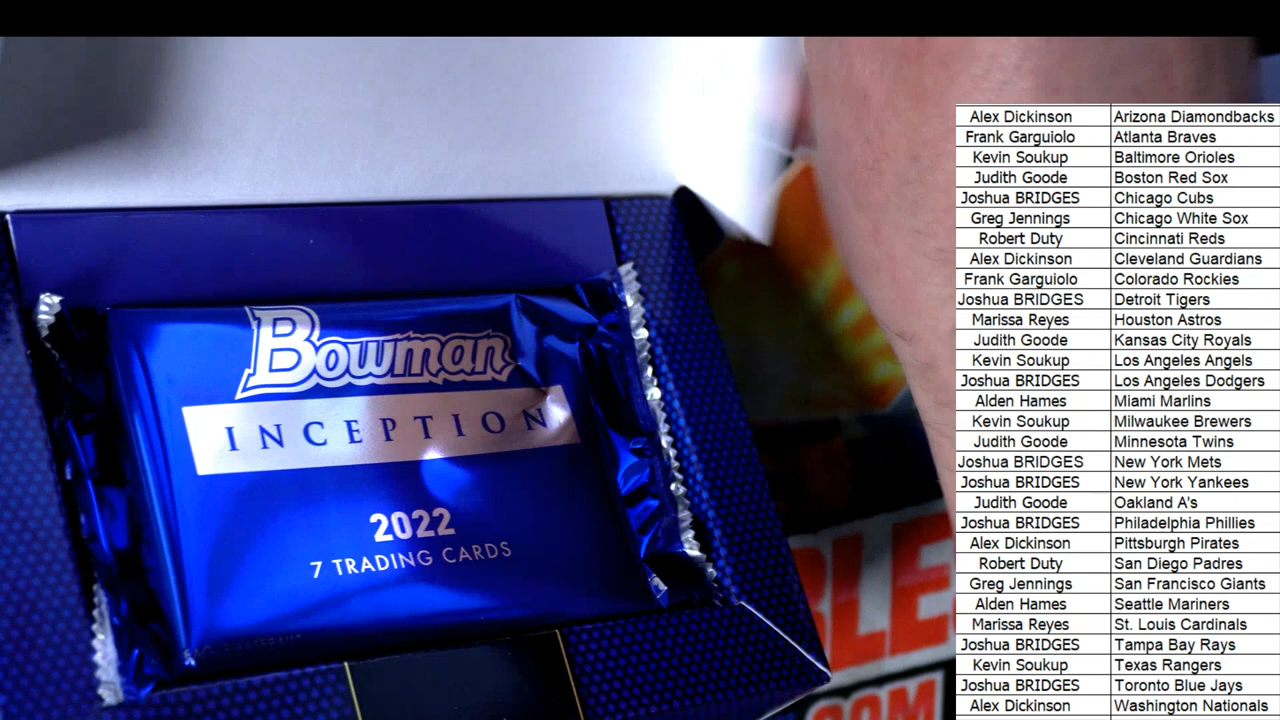 Bowman
INCEPTION
2022
7 TRADING CARDS
BLE
.COM
Alex Dickinson Arizona Diamondbacks
Frank Garguiolo Atlanta Braves
Kevin Soukup Baltimore Orioles
Judith Goode Boston Red Sox
Joshua BRIDGES Chicago Cubs
Greg Jennings Chicago White Sox
Robert Duty Cincinnati Reds
Alex Dickinson Cleveland Guardians
Frank Garguiolo Colorado Rockies
Joshua BRIDGES Detroit Tigers
Marissa Reyes Houston Astros
Judith Goode Kansas City Royals
Kevin Soukup Los Angeles Angels
Joshua BRIDGES Los Angeles Dodgers
Alden Hames Miami Marlins
Kevin Soukup Milwaukee Brewers
Judith Goode Minnesota Twins
Joshua BRIDGES New York Mets
Joshua BRIDGES New York Yankees
Judith Goode Oakland A's
Joshua BRIDGES Philadelphia Phillies
Alex Dickinson Pittsburgh Pirates
Robert Duty San Diego Padres
Greg Jennings San Francisco Giants
Alden Hames Seattle Mariners
Marissa Reyes St. Louis Cardinals
Joshua BRIDGES Tampa Bay Rays
Kevin Soukup Texas Rangers
Joshua BRIDGES Toronto Blue Jays
Alex Dickinson Washington Nationals